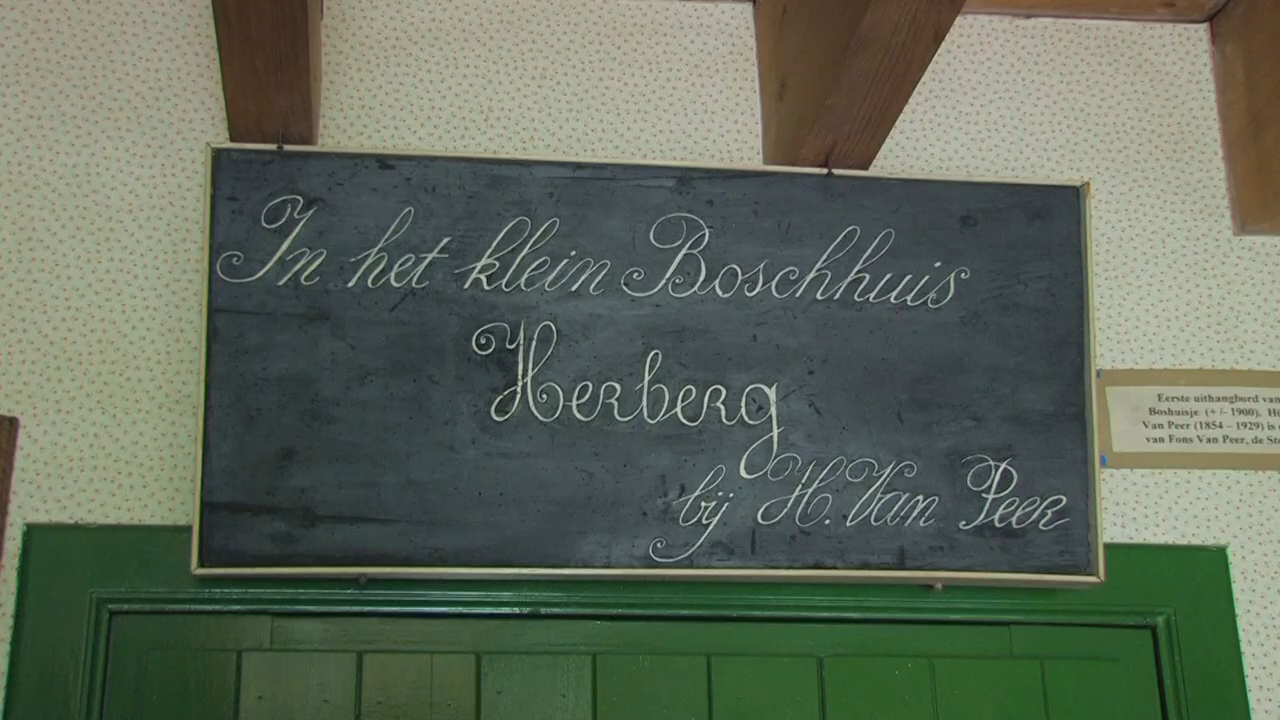 In het klein Boschhuis
Herberg
bij H. Van Peer
Eerste uithangbord van
Boshuisje (+/- 1900).
Van Peer (1854 – 1929) is
van Fons Van Peer, de